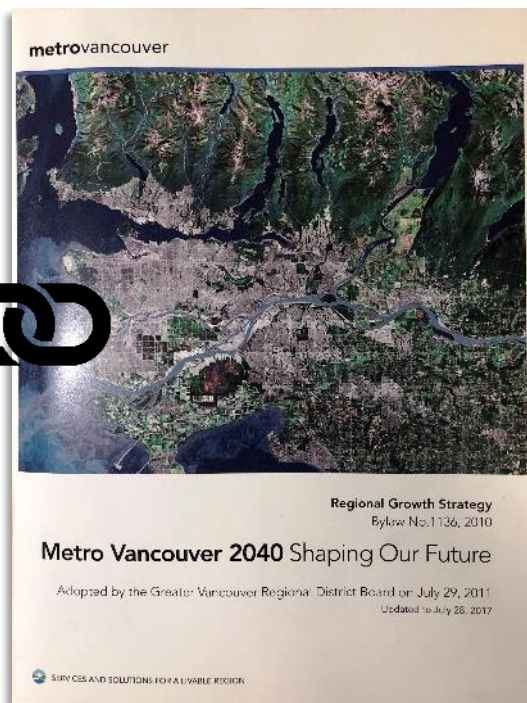 metrovancouver
Regional Growth Strategy
Bylaw No.1136, 2010
Metro Vancouver 2040 Shaping Our Future
Adopted by the Greater Vancouver Regional District Board on July 29, 2011
Updated to July 28, 2017
SERVICES AND SOLUTIONS FOR A LIVABLE REGION